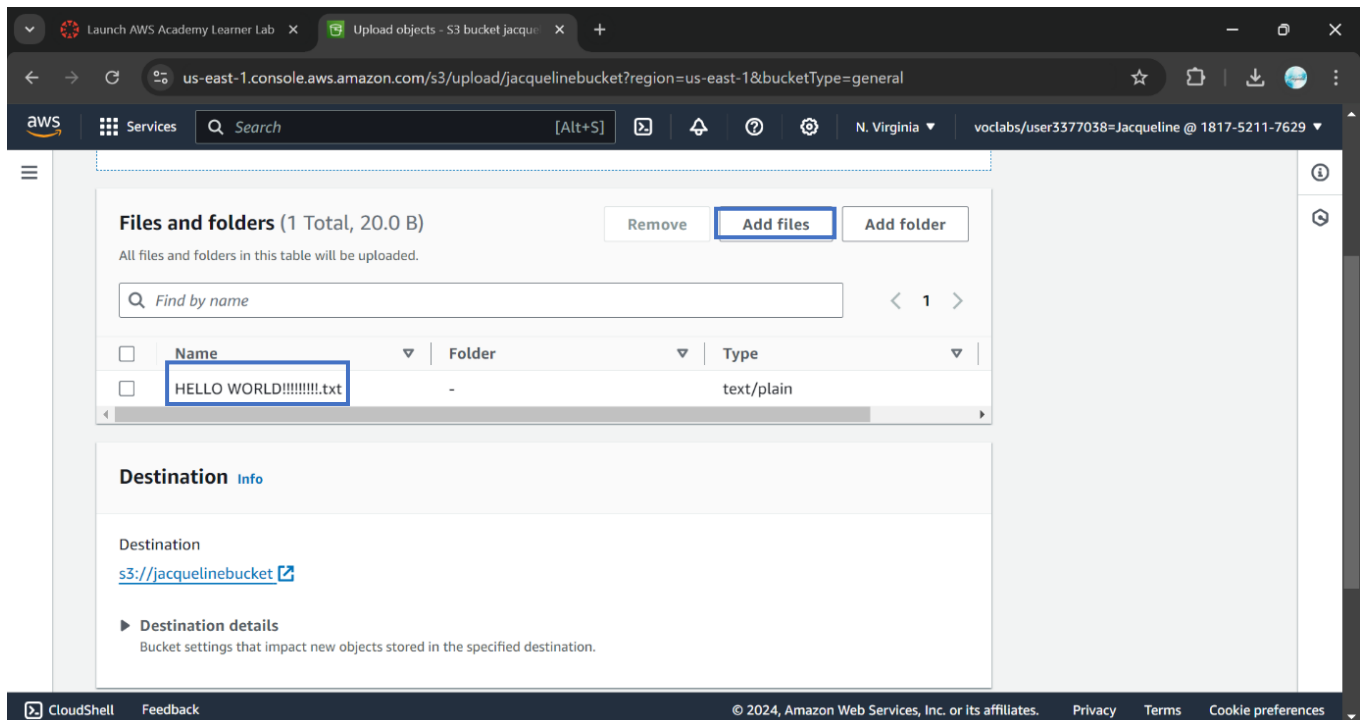 Launch AWS Academy Learner Lab
Upload objects - S3 bucket jacque
us-east-1.console.aws.amazon.com/s3/upload/jacquelinebucket?region=us-east-1&bucketType=general
aws Services Search [Alt+S] N. Virginia voclabs/user3377038=Jacqueline @ 1817-5211-7629
Files and folders (1 Total, 20.0 B)
Remove Add files Add folder
All files and folders in this table will be uploaded.
Find by name
1
Name Folder Type
HELLO WORLD!!!!!!!!!.txt - text/plain
Destination Info
Destination
s3://jacquelinebucket
Destination details
Bucket settings that impact new objects stored in the specified destination.
CloudShell Feedback © 2024, Amazon Web Services, Inc. or its affiliates. Privacy Terms Cookie preferences